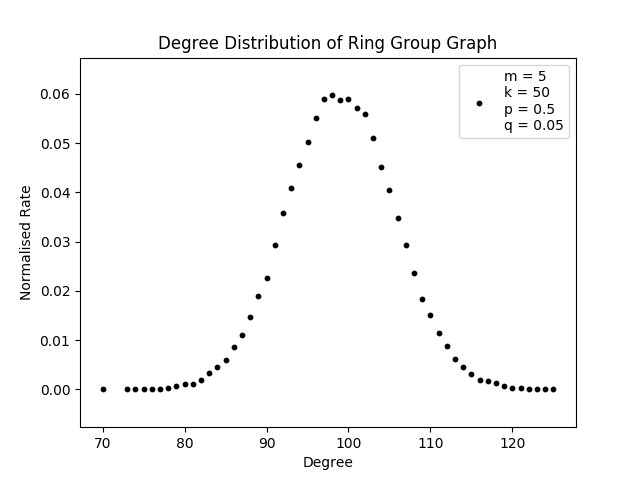 Degree Distribution of Ring Group Graph
m = 5
k = 50
p = 0.5
q = 0.05
Normalised Rate
0.06
0.05
0.04
0.03
0.02
0.01
0.00
70 80 90 100 110 120
Degree